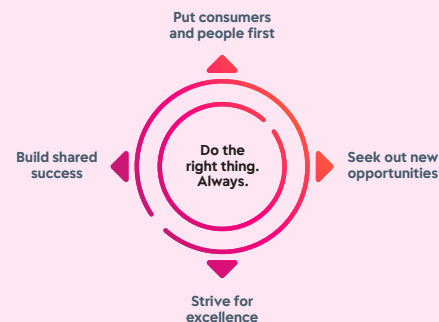 Put consumers
and people first
Do the
right thing.
Always.
Build shared
success
Seek out new
opportunities
Strive for
excellence